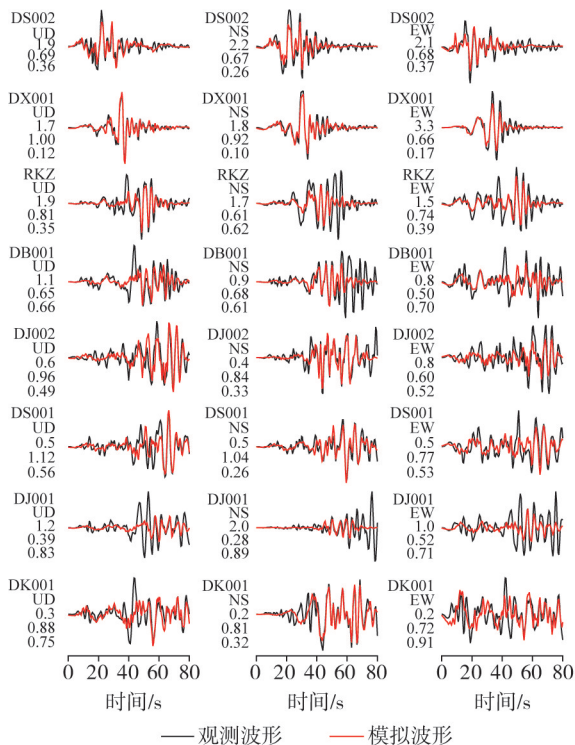 DS002
UD
1.9
0.69
0.36
DS002
NS
2.2
0.67
0.26
DS002
EW
2.1
0.68
0.37
DX001
UD
1.7
1.00
0.12
DX001
NS
1.8
0.92
0.10
DX001
EW
3.3
0.66
0.17
RKZ
UD
1.9
0.81
0.35
RKZ
NS
1.7
0.61
0.62
RKZ
EW
1.5
0.74
0.39
DB001
UD
1.1
0.65
0.66
DB001
NS
0.9
0.68
0.61
DB001
EW
0.8
0.50
0.70
DJ002
UD
0.6
0.96
0.49
DJ002
NS
0.4
0.84
0.33
DJ002
EW
0.8
0.60
0.52
DS001
UD
0.5
1.12
0.56
DS001
NS
0.5
1.04
0.26
DS001
EW
0.5
0.77
0.53
DJ001
UD
1.2
0.39
0.83
DJ001
NS
2.0
0.28
0.89
DJ001
EW
1.0
0.52
0.71
DK001
UD
0.3
0.88
0.75
DK001
NS
0.2
0.81
0.32
DK001
EW
0.2
0.72
0.91
0 20 40 60 80
0 20 40 60 80
0 20 40 60 80
时间/s
时间/s
时间/s
观测波形
模拟波形